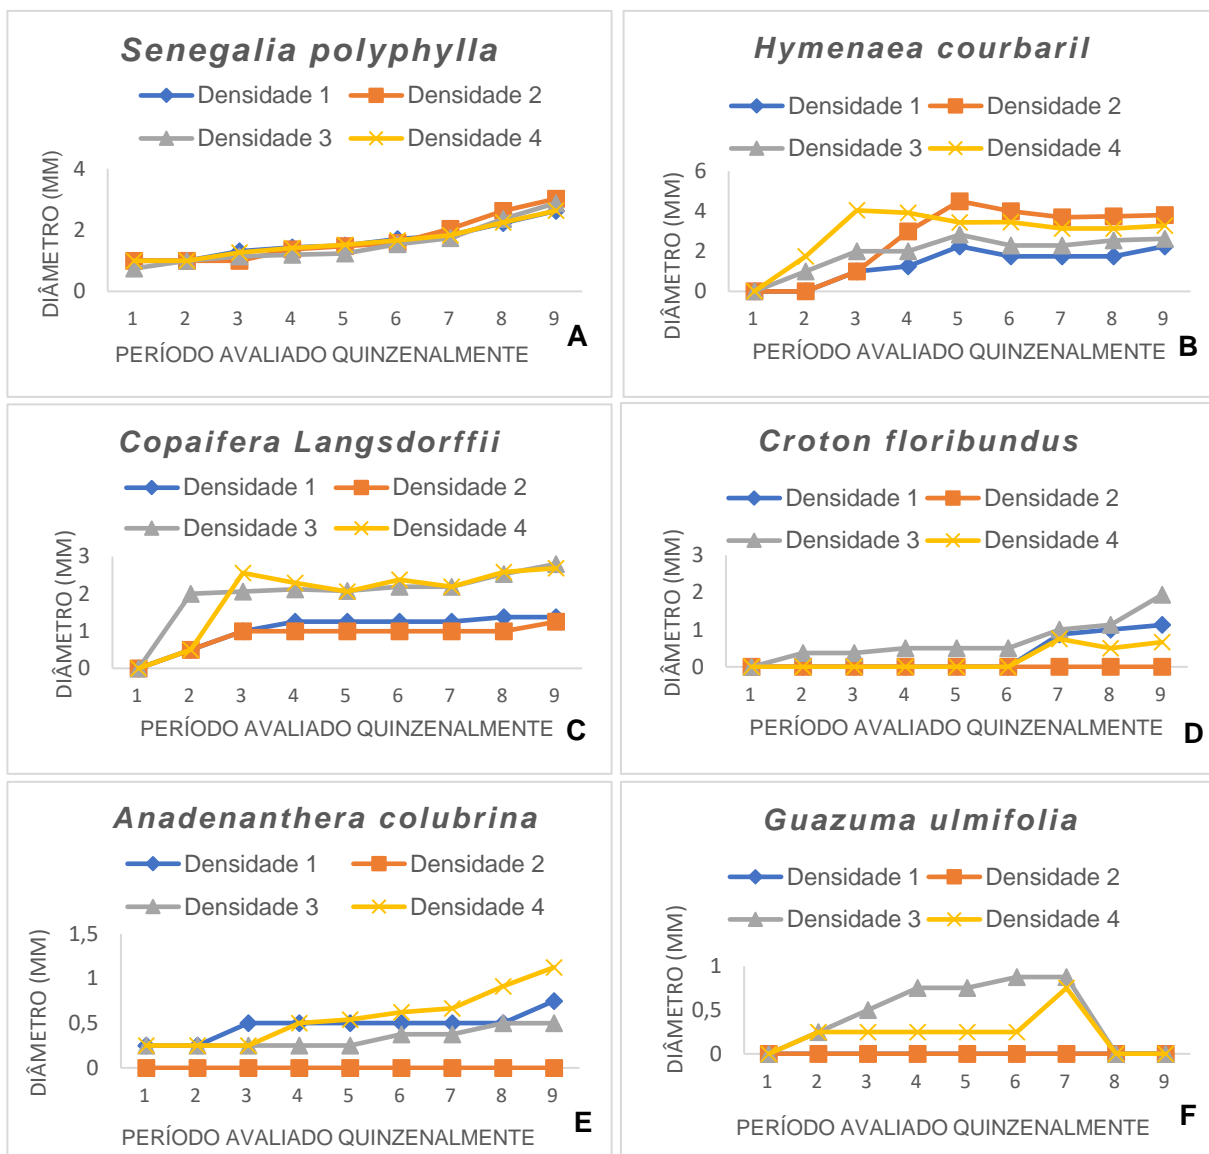 Senegalia polyphylla
Densidade 1 Densidade 2
Densidade 3 Densidade 4
DIÂMETRO (MM)
4
2
0
1 2 3 4 5 6 7 8 9
PERÍODO AVALIADO QUINZENALMENTE
A
Hymenaea courbaril
Densidade 1 Densidade 2
Densidade 3 Densidade 4
DIÂMETRO (MM)
6
4
2
0
1 2 3 4 5 6 7 8 9
PERÍODO AVALIADO QUINZENALMENTE
B
Copaifera Langsdorffii
Densidade 1 Densidade 2
Densidade 3 Densidade 4
DIÂMETRO (MM)
3
2
1
0
1 2 3 4 5 6 7 8 9
PERÍODO AVALIADO QUINZENALMENTE
C
Croton floribundus
Densidade 1 Densidade 2
Densidade 3 Densidade 4
DIÂMETRO (MM)
3
2
1
0
1 2 3 4 5 6 7 8 9
PERÍODO AVALIADO QUINZENALMENTE
D
Anadenanthera colubrina
Densidade 1 Densidade 2
Densidade 3 Densidade 4
DIÂMETRO (MM)
1,5
1
0,5
0
1 2 3 4 5 6 7 8 9
PERÍODO AVALIADO QUINZENALMENTE
E
Guazuma ulmifolia
Densidade 1 Densidade 2
Densidade 3 Densidade 4
DIÂMETRO (MM)
1
0,5
0
1 2 3 4 5 6 7 8 9
PERÍODO AVALIADO QUINZENALMENTE
F